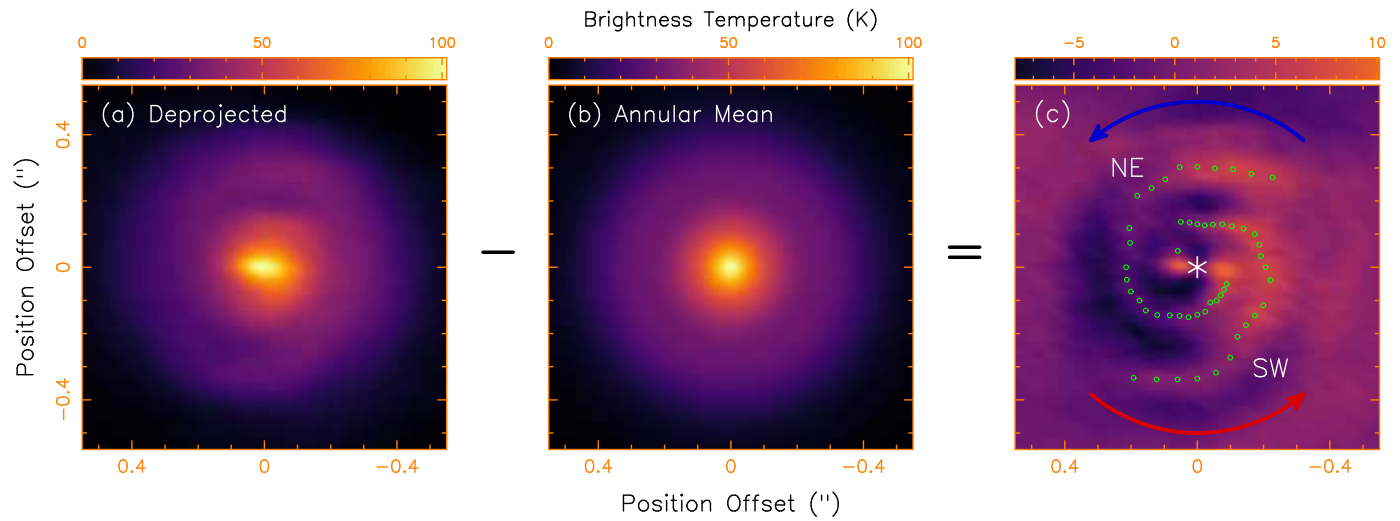 Brightness Temperature (K)
0 50 100
0 50 100
−5 0 5 10
(a) Deprojected
(b) Annular Mean
(c)
NE
SW
Position Offset ('')
0.4
0
−0.4
− =
0.4 0 −0.4
0.4 0 −0.4
0.4 0 −0.4
Position Offset ('')